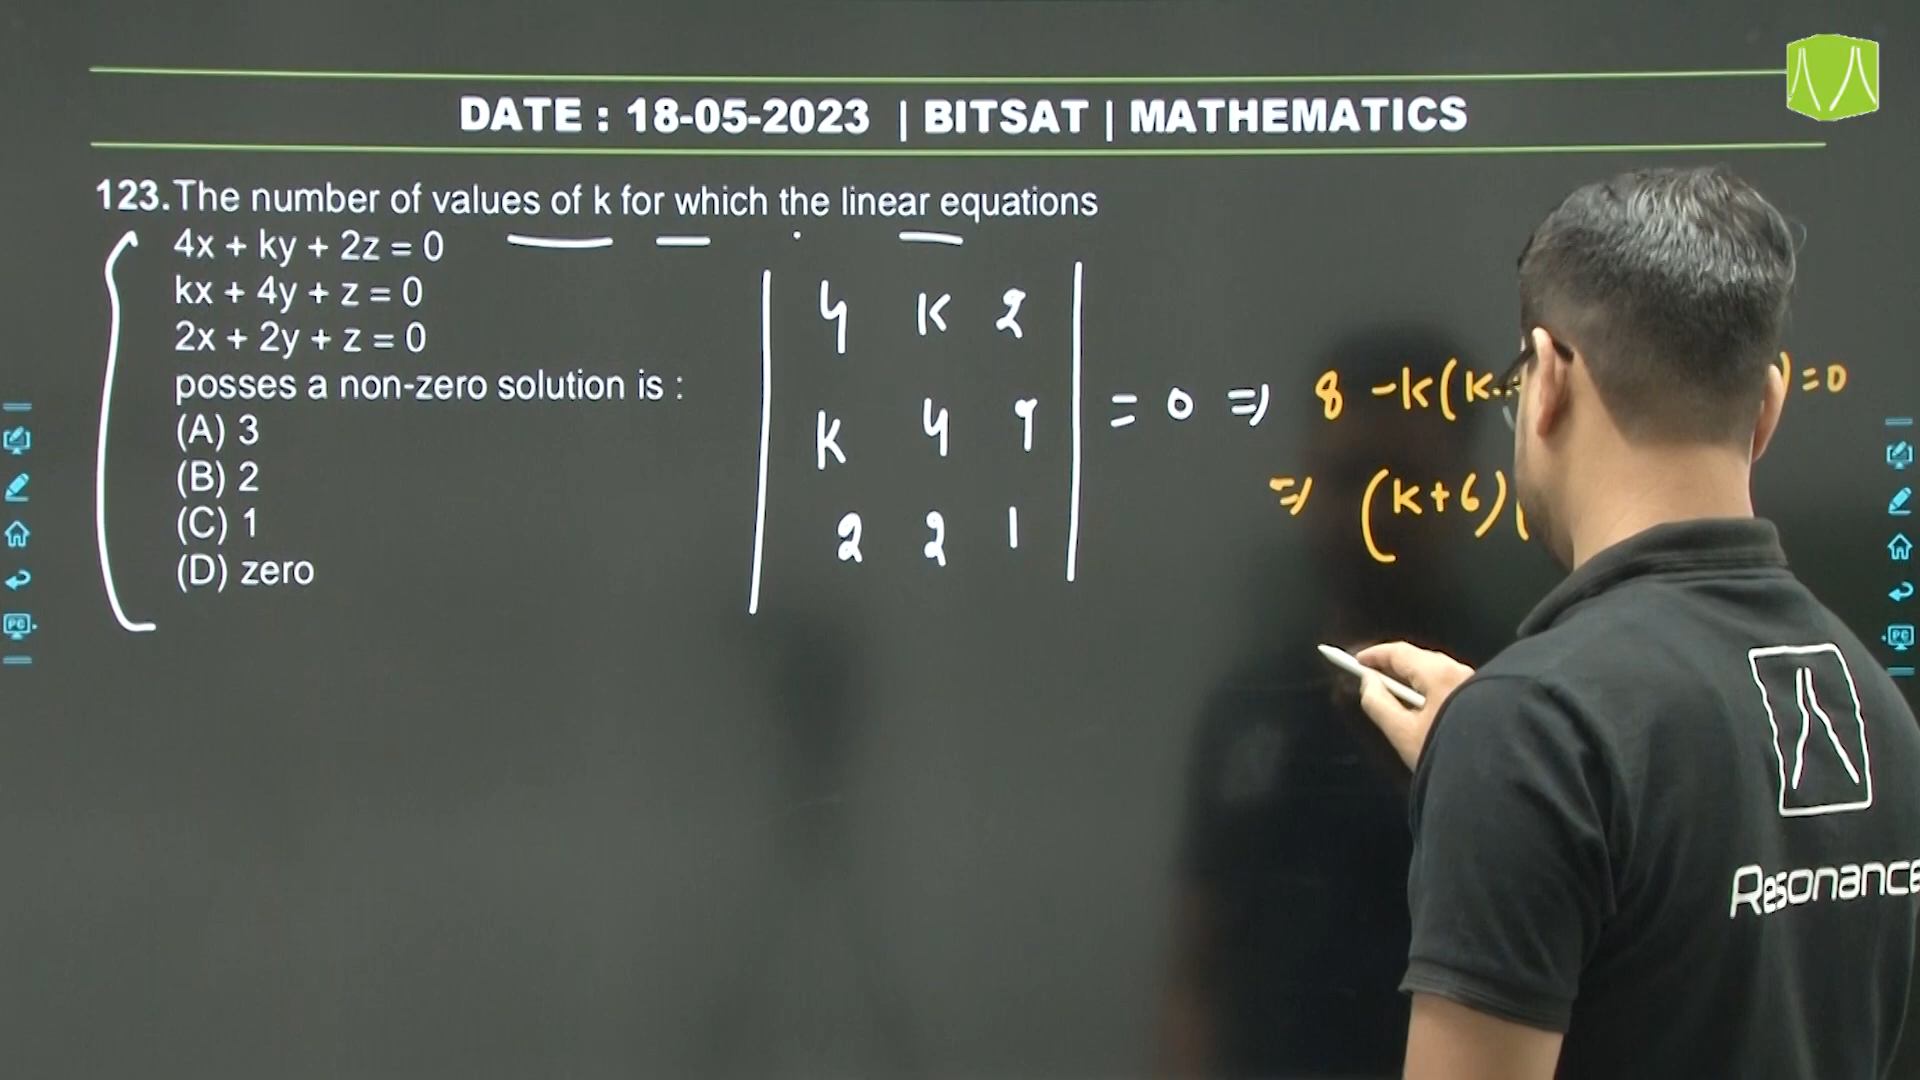 DATE : 18-05-2023 | BITSAT | MATHEMATICS
123.The number of values of k for which the linear equations
4x + ky + 2z = 0
kx + 4y + z = 0
2x + 2y + z = 0
posses a non-zero solution is :
(A) 3
(B) 2
(C) 1
(D) zero
4 K 2
K 4 1
2 2 1
= 0 ⇒ 8 -K(K
)=0
⇒ (K+6)(
PC
PC
Resonance